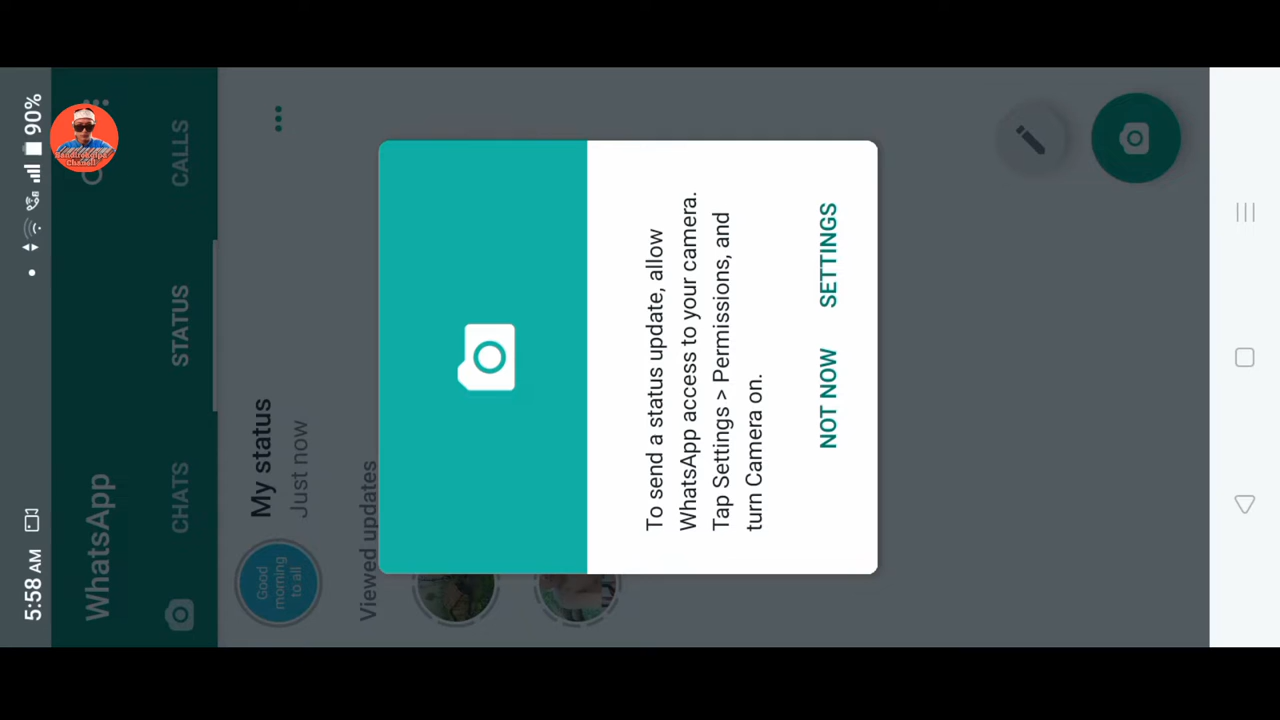 5:58 AM
90%
WhatsApp
CHATS
STATUS
CALLS
Good
morning
to all
My status
Just now
Viewed updates
To send a status update, allow
WhatsApp access to your camera.
Tap Settings > Permissions, and
turn Camera on.
NOT NOW
SETTINGS